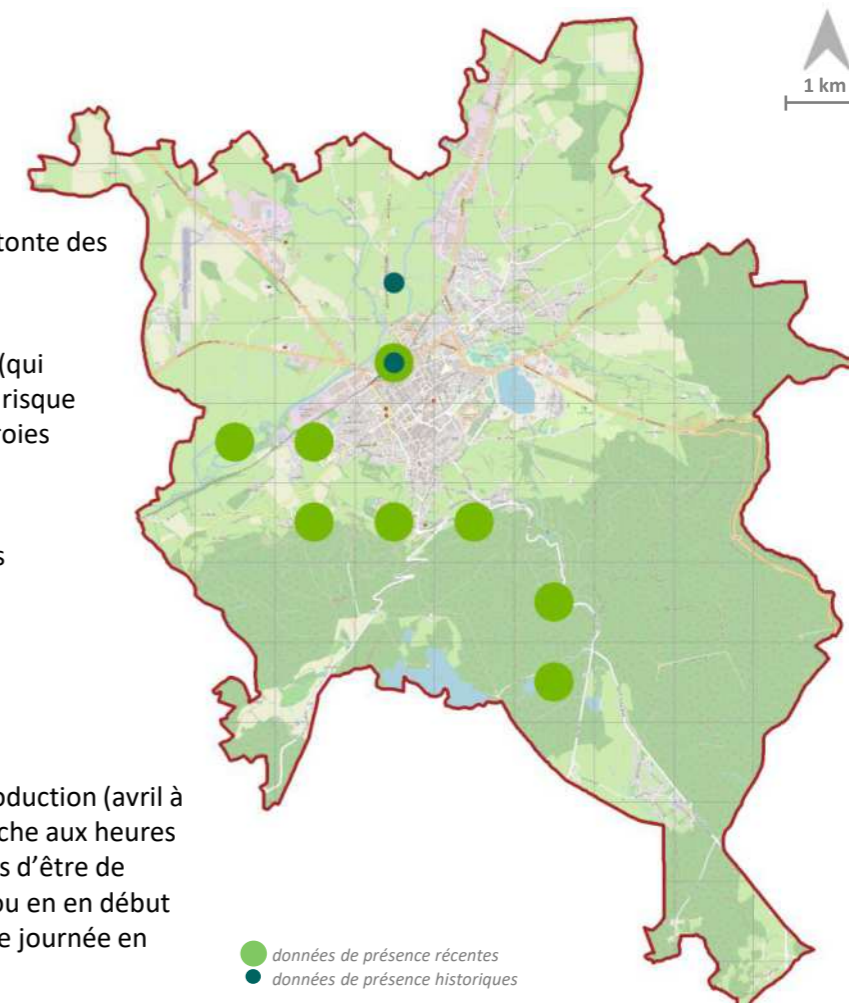 1 km
tonte des
(qui
risque
roies
s
oduction (avril à
che aux heures
s d’être de
ou en en début
e journée en
données de présence récentes
données de présence historiques